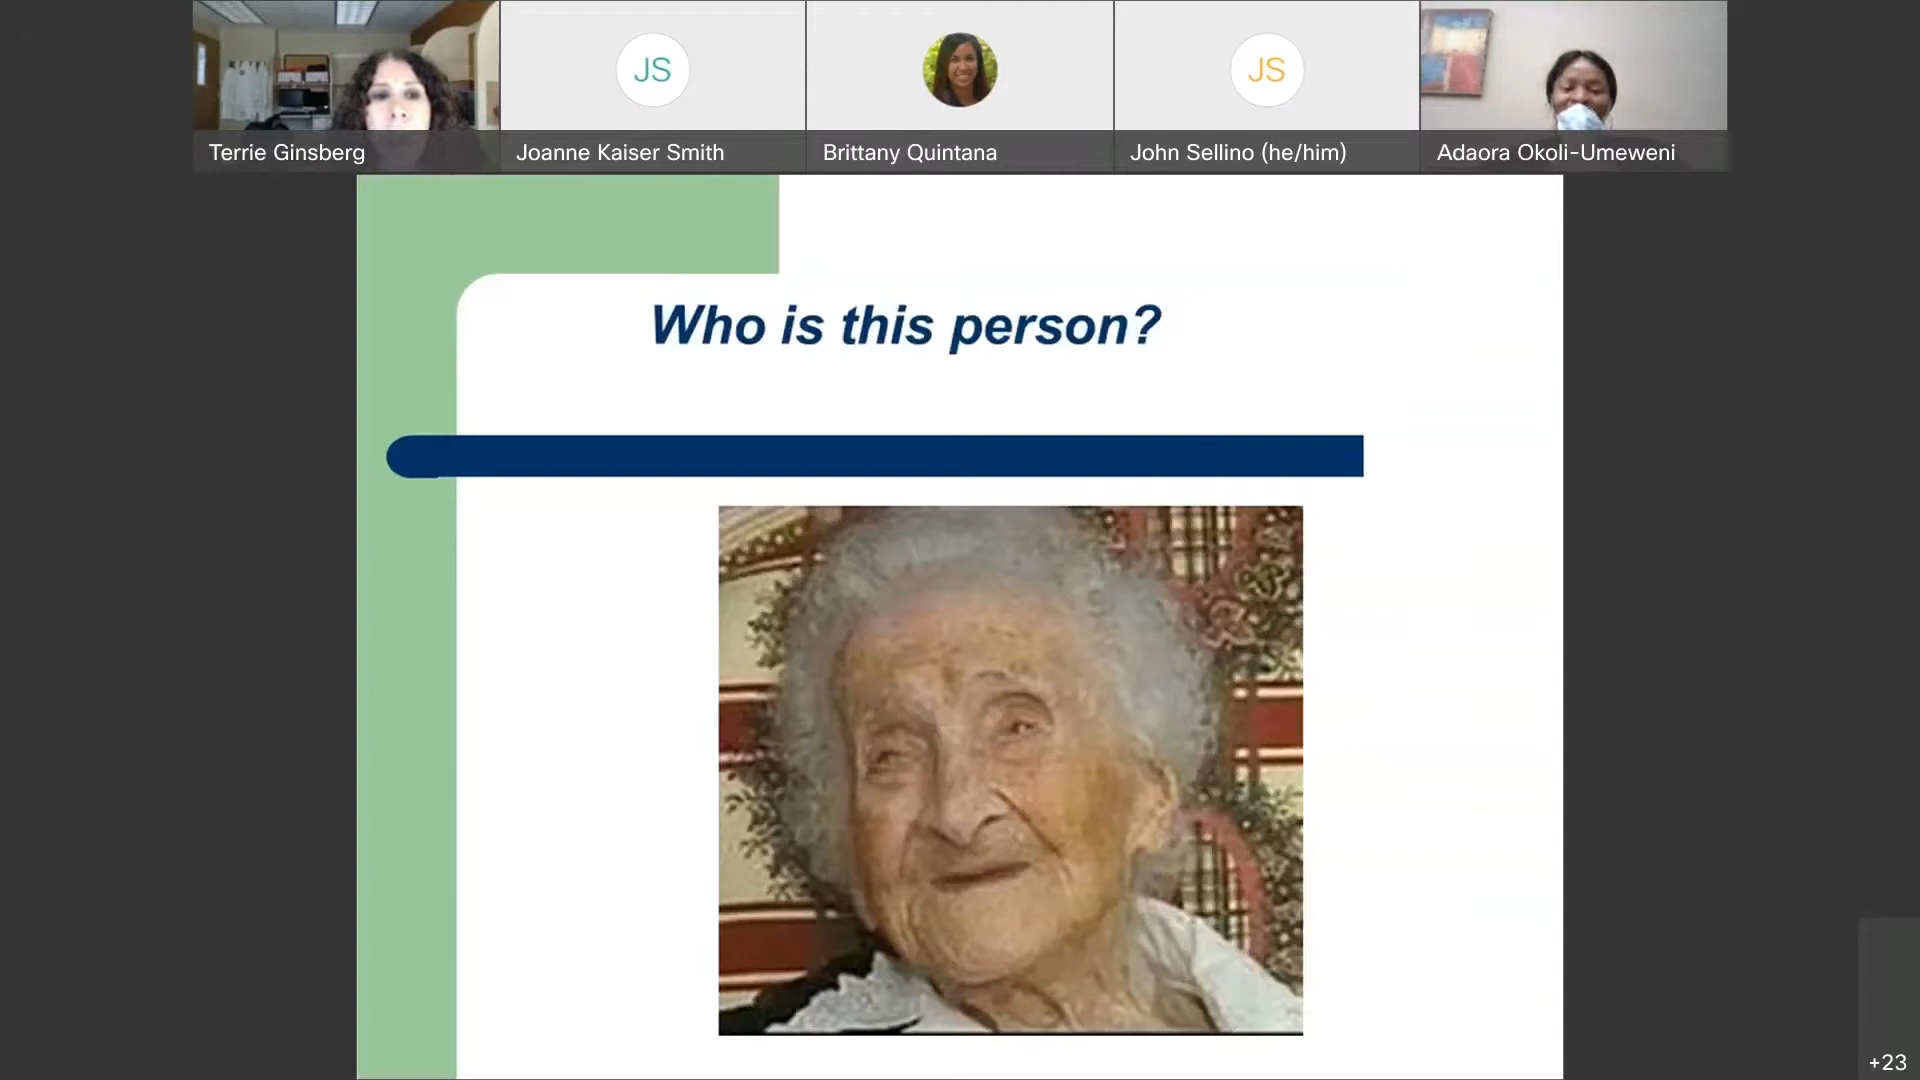 JS
JS
Terrie Ginsberg
Joanne Kaiser Smith
Brittany Quintana
John Sellino (he/him)
Adaora Okoli-Umeweni
Who is this person?
+23